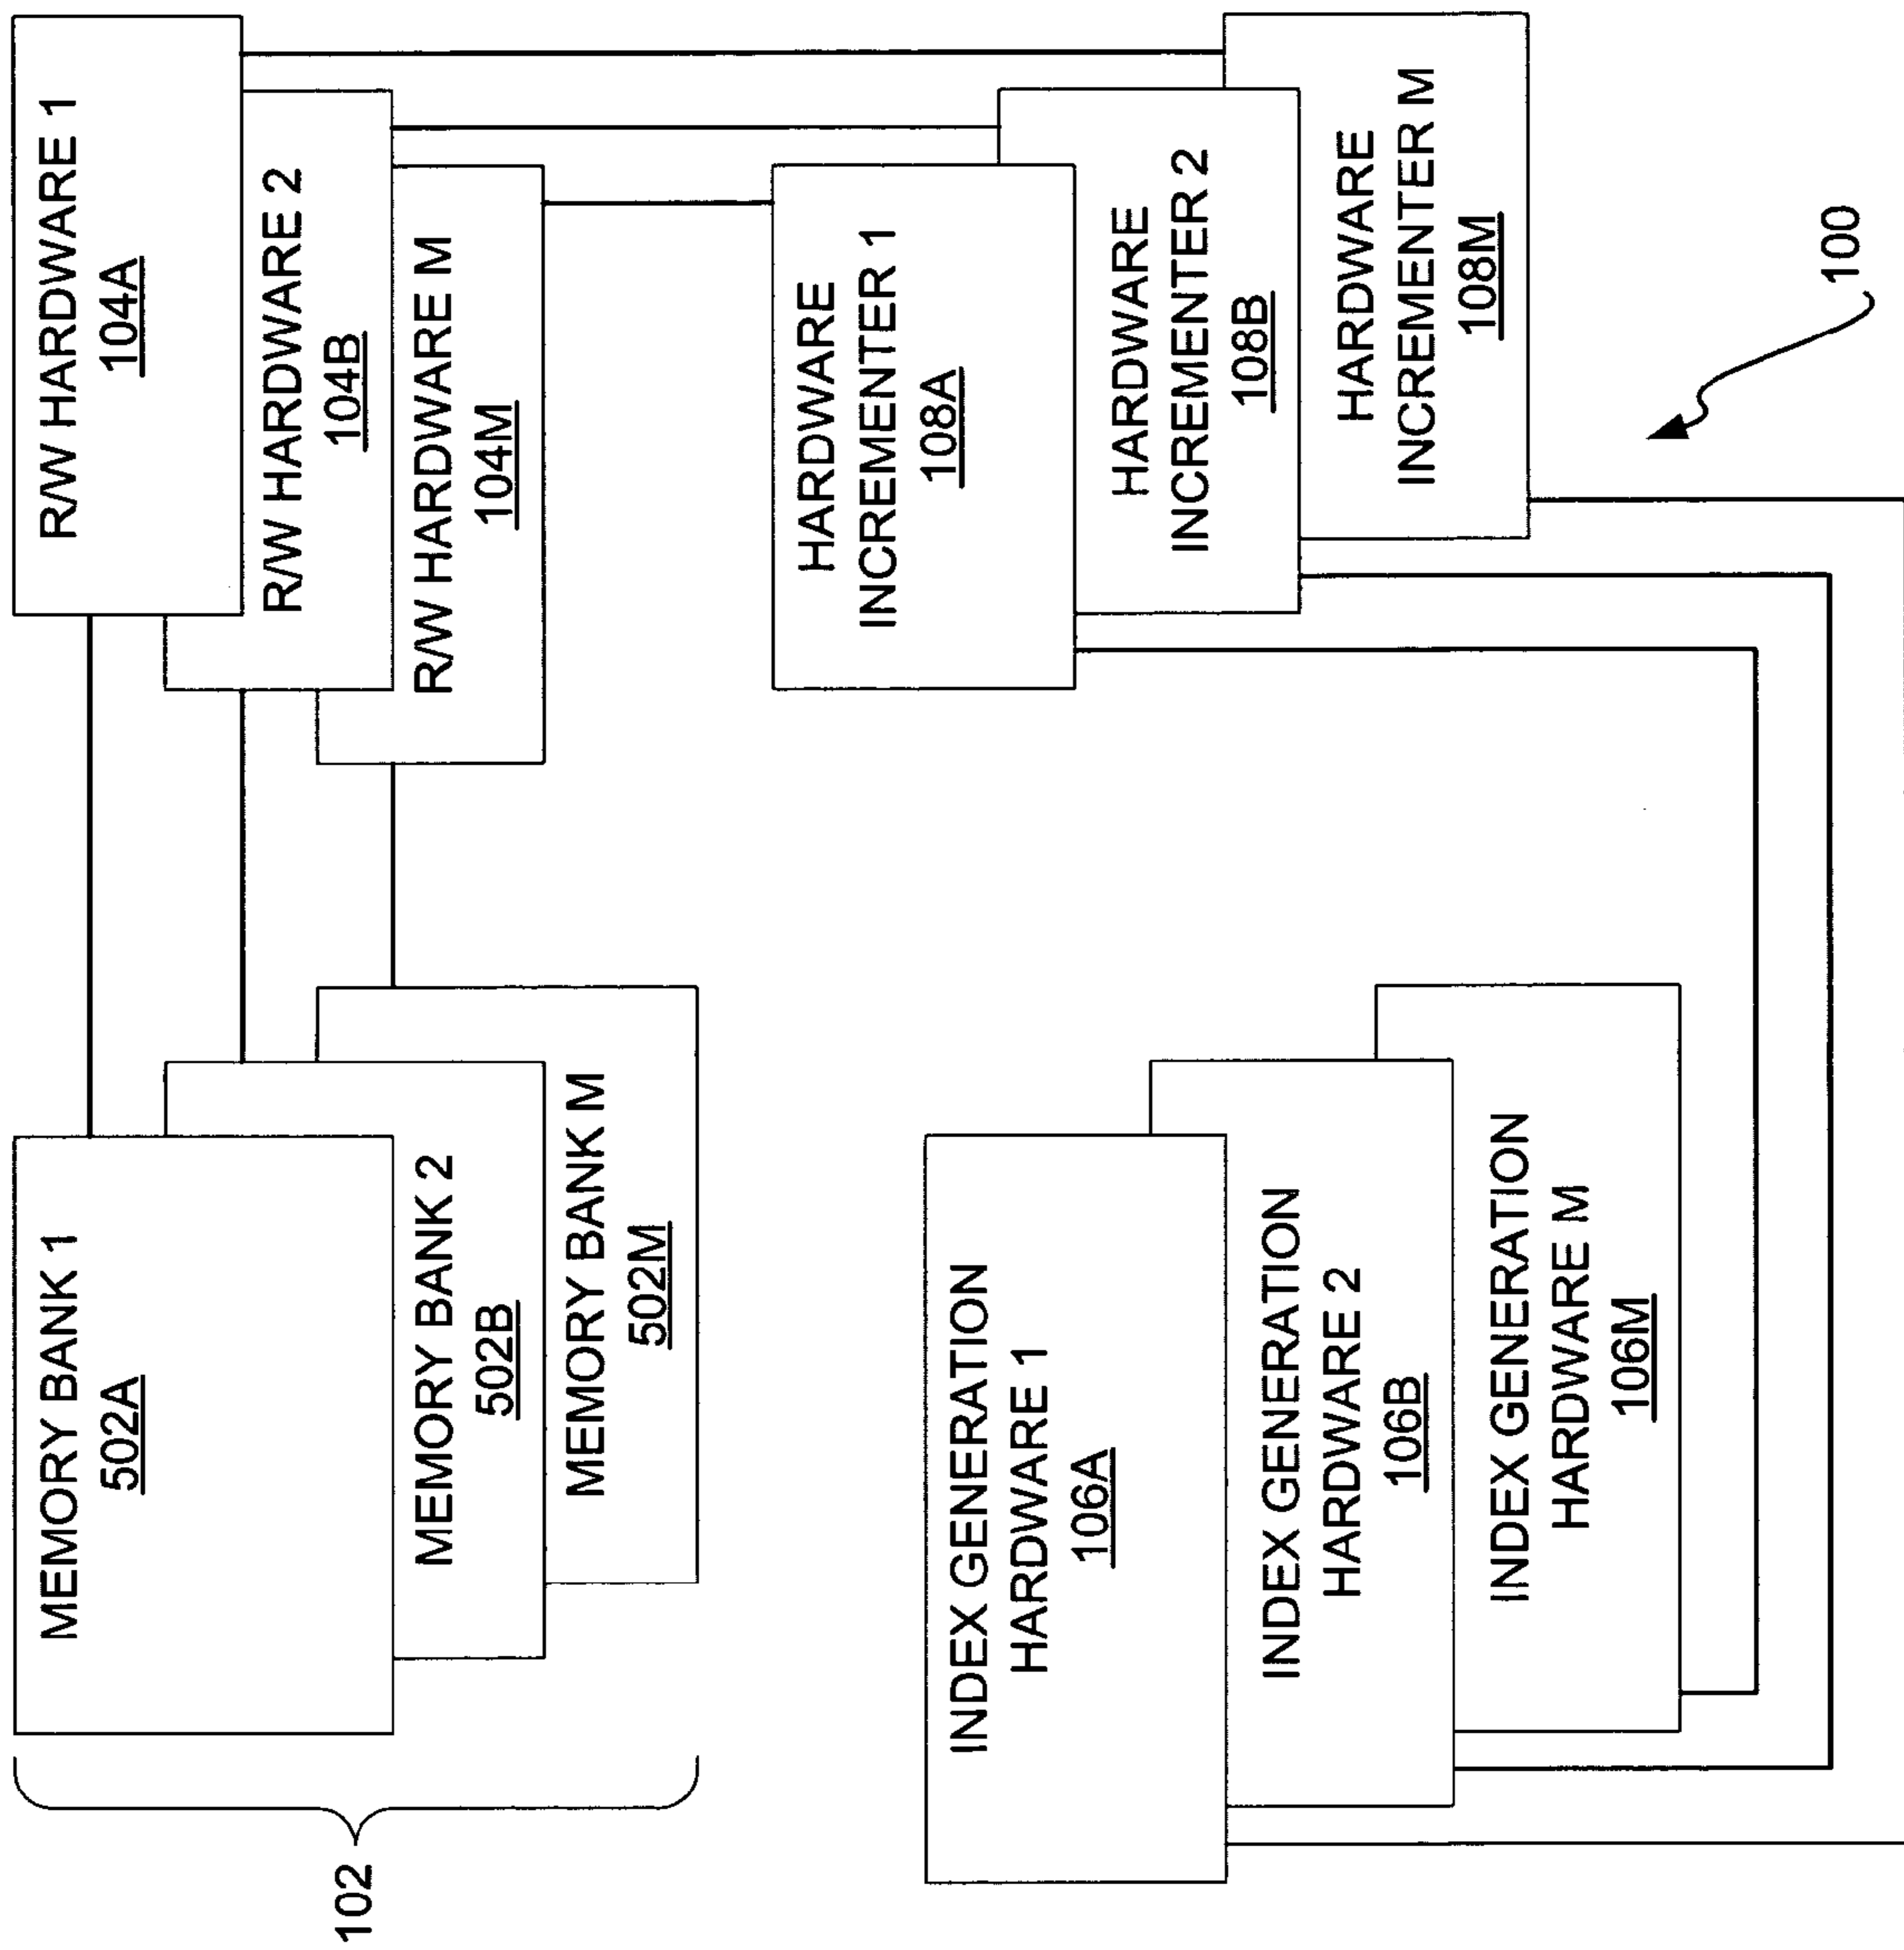 102
MEMORY BANK 1
502A
MEMORY BANK 2
502B
MEMORY BANK M
502M
R/W HARDWARE 1
104A
R/W HARDWARE 2
104B
R/W HARDWARE M
104M
INDEX GENERATION
HARDWARE 1
106A
INDEX GENERATION
HARDWARE 2
106B
INDEX GENERATION
HARDWARE M
106M
HARDWARE
INCREMENTER 1
108A
HARDWARE
INCREMENTER 2
108B
HARDWARE
INCREMENTER M
108M
100